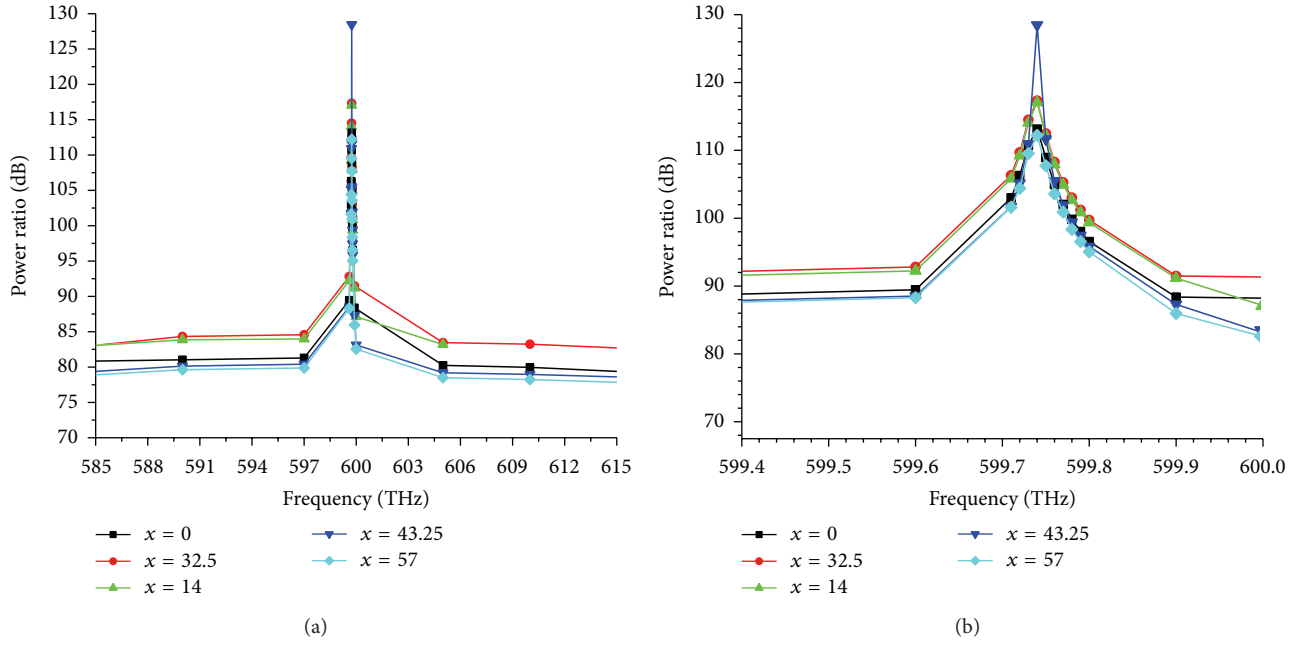 130
125
120
115
110
105
100
95
90
85
80
75
70
Power ratio (dB)
585 588 591 594 597 600 603 606 609 612 615
Frequency (THz)
x = 0
x = 32.5
x = 14
x = 43.25
x = 57
(a)
130
120
110
100
90
80
70
Power ratio (dB)
599.4 599.5 599.6 599.7 599.8 599.9 600.0
Frequency (THz)
x = 0
x = 32.5
x = 14
x = 43.25
x = 57
(b)